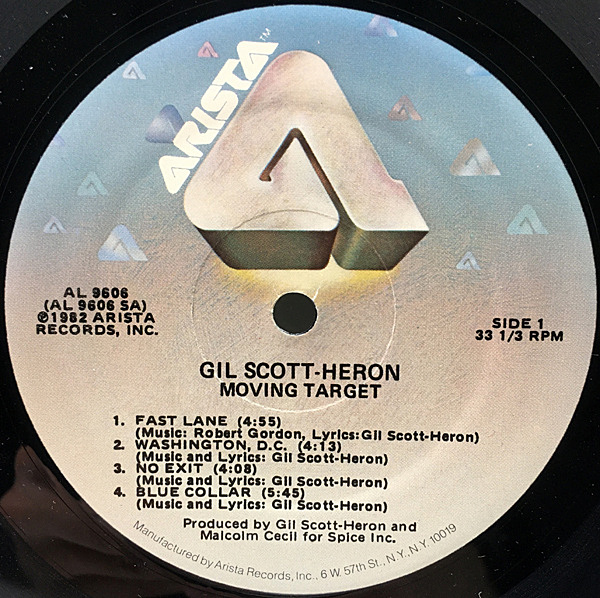 ARISTA™
AL 9606
(AL 9606 SA)
℗1982 ARISTA
RECORDS, INC.
SIDE 1
33 1/3 RPM
GIL SCOTT-HERON
MOVING TARGET
1. FAST LANE (4:55)
(Music: Robert Gordon, Lyrics:Gil Scott-Heron)
2. WASHINGTON, D.C. (4:13)
(Music and Lyrics: Gil Scott-Heron)
3. NO EXIT (4:08)
(Music and Lyrics: Gil Scott-Heron)
4. BLUE COLLAR (5:45)
(Music and Lyrics: Gil Scott-Heron)
Produced by Gil Scott-Heron and
Malcolm Cecil for Spice Inc.
Manufactured by Arista Records, Inc., 6 W. 57th St., N.Y., N.Y. 10019